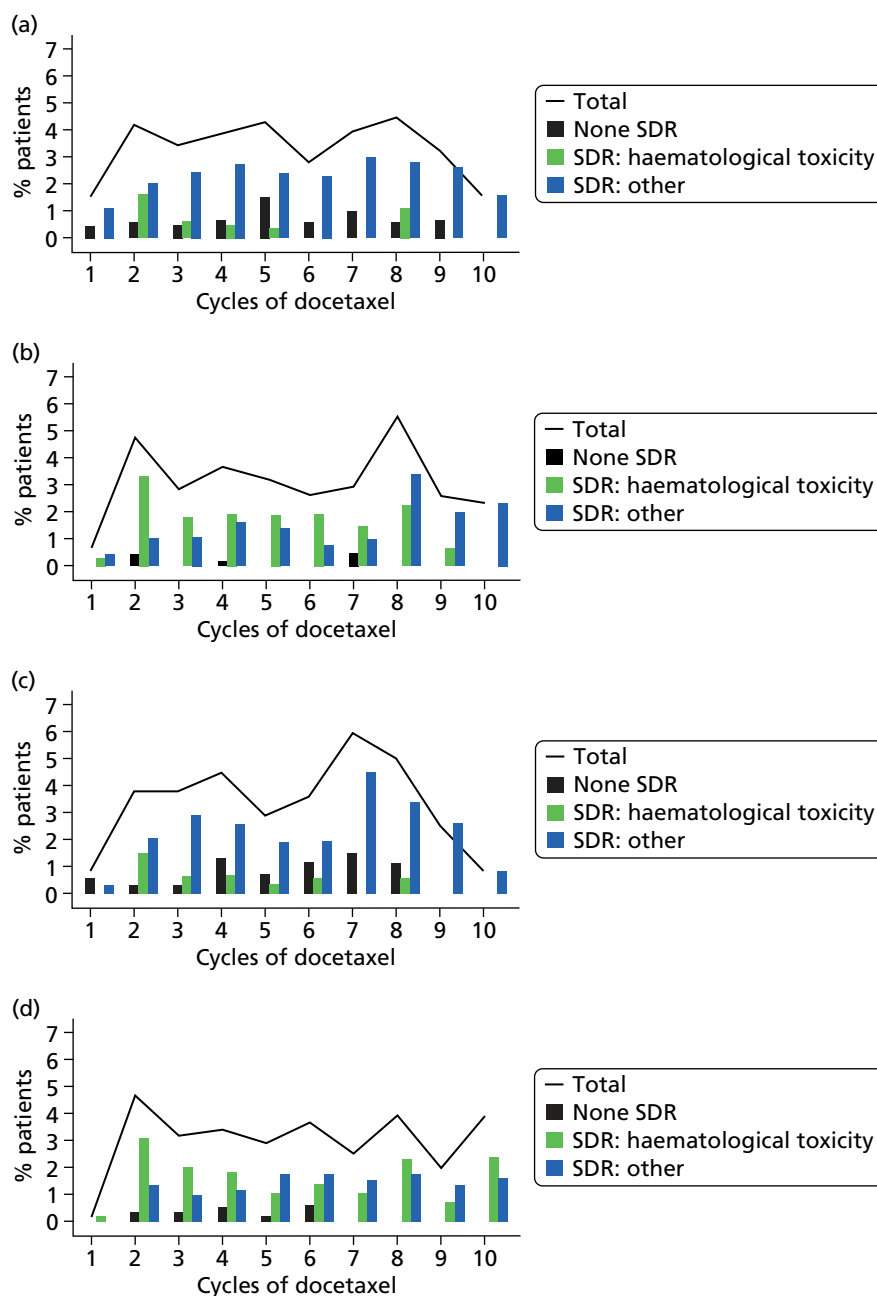 (a)
7
6
5
4
3
2
1
0
% patients
1 2 3 4 5 6 7 8 9 10
Cycles of docetaxel
Total
None SDR
SDR: haematological toxicity
SDR: other
(b)
7
6
5
4
3
2
1
0
% patients
1 2 3 4 5 6 7 8 9 10
Cycles of docetaxel
Total
None SDR
SDR: haematological toxicity
SDR: other
(c)
7
6
5
4
3
2
1
0
% patients
1 2 3 4 5 6 7 8 9 10
Cycles of docetaxel
Total
None SDR
SDR: haematological toxicity
SDR: other
(d)
7
6
5
4
3
2
1
0
% patients
1 2 3 4 5 6 7 8 9 10
Cycles of docetaxel
Total
None SDR
SDR: haematological toxicity
SDR: other